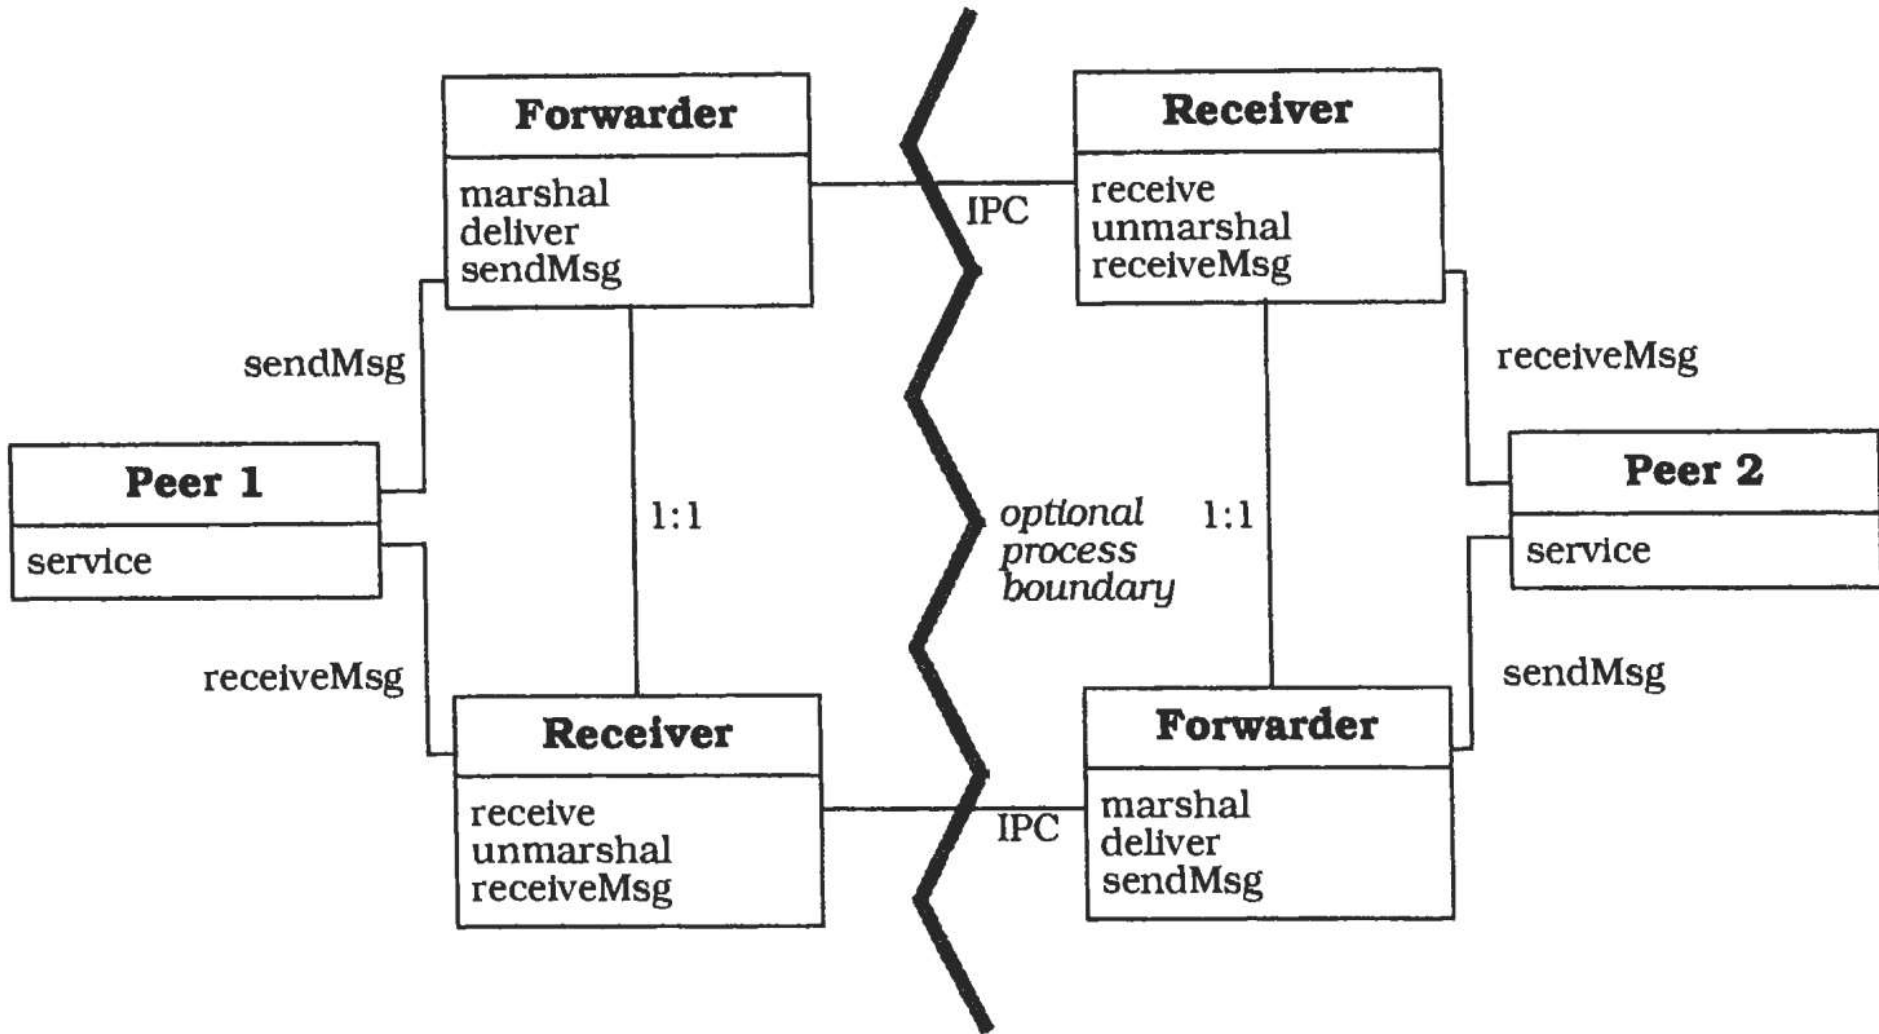 Forwarder
marshal
deliver
sendMsg
Receiver
receive
unmarshal
receiveMsg
IPC
sendMsg
receiveMsg
Peer 1
service
1:1
optional
process
boundary
1:1
Peer 2
service
receiveMsg
sendMsg
Receiver
receive
unmarshal
receiveMsg
IPC
Forwarder
marshal
deliver
sendMsg